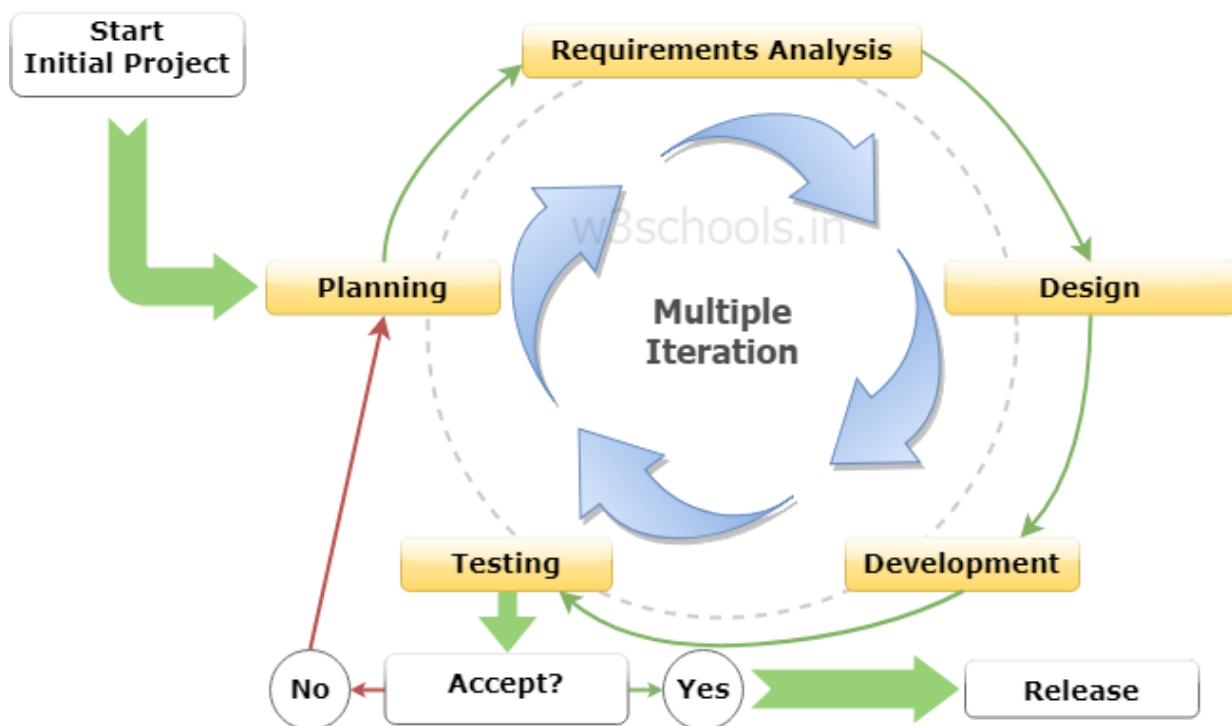 Start
Initial Project
Requirements Analysis
w3schools.in
Planning
Design
Multiple
Iteration
Testing
Development
No
Accept?
Yes
Release